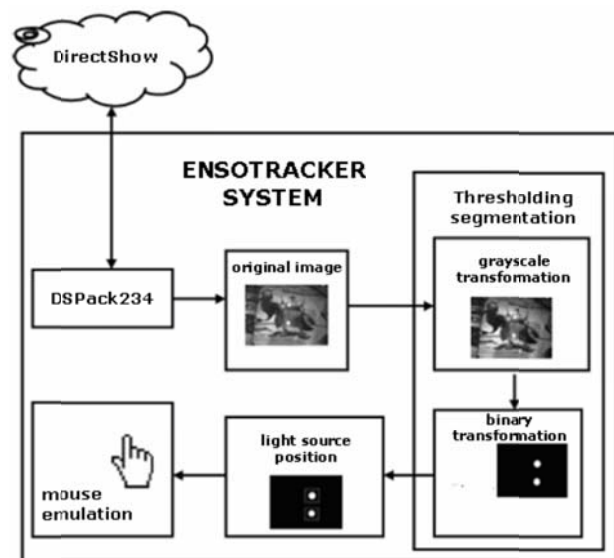 DirectShow
ENSOTRACKER
SYSTEM
Thresholding
segmentation
DSPack234
original image
grayscale
transformation
binary
transformation
light source
position
mouse
emulation